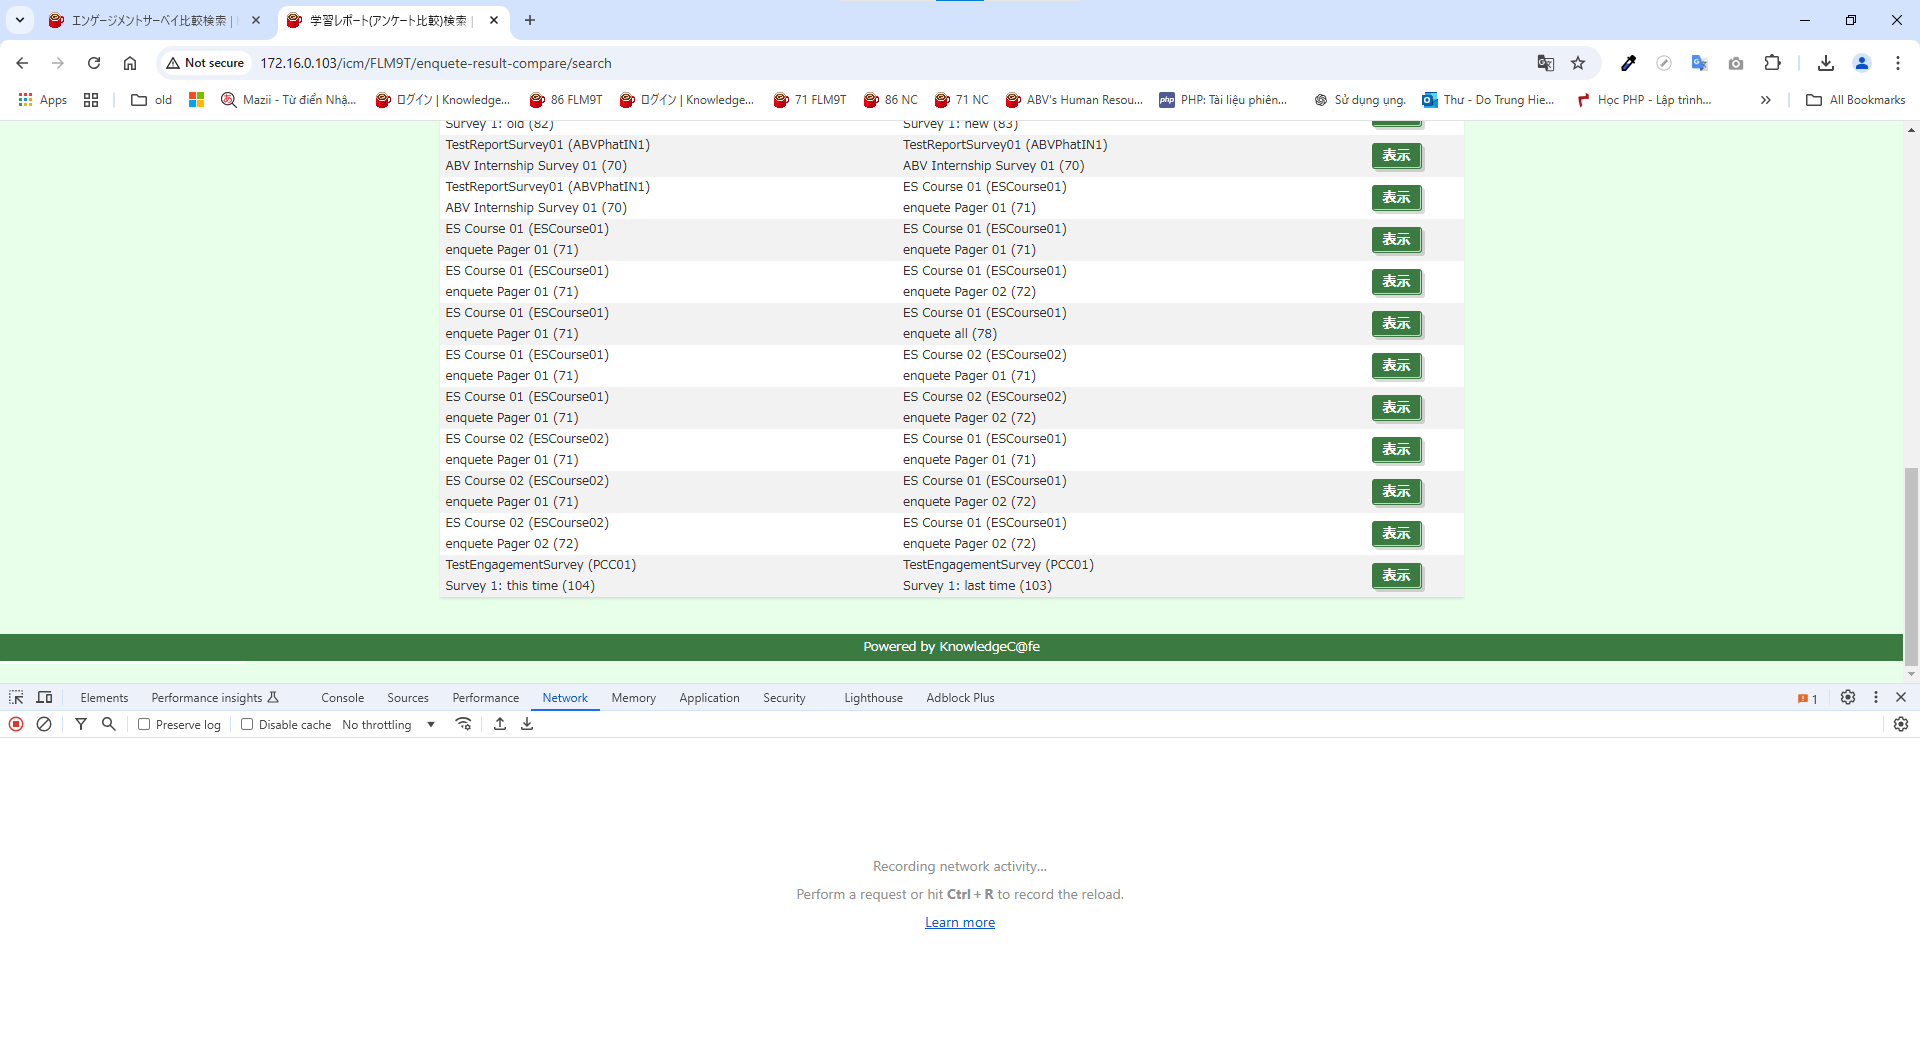 エンゲージメントサーベイ比較検索 |
学習レポート(アンケート比較)検索 |
Not secure
172.16.0.103/icm/FLM9T/enquete-result-compare/search
Apps
old
Mazii - Từ điển Nhậ...
ログイン | Knowledge...
86 FLM9T
ログイン | Knowledge...
71 FLM9T
86 NC
71 NC
ABV's Human Resou...
PHP: Tài liệu phiên...
Sử dụng ụng.
Thư - Do Trung Hie...
Học PHP - Lập trình...
All Bookmarks
Survey 1: old (82) Survey 1: new (83)
TestReportSurvey01 (ABVPhatIN1) TestReportSurvey01 (ABVPhatIN1)
表示
ABV Internship Survey 01 (70) ABV Internship Survey 01 (70)
TestReportSurvey01 (ABVPhatIN1) ES Course 01 (ESCourse01)
表示
ABV Internship Survey 01 (70) enquete Pager 01 (71)
ES Course 01 (ESCourse01) ES Course 01 (ESCourse01)
表示
enquete Pager 01 (71) enquete Pager 01 (71)
ES Course 01 (ESCourse01) ES Course 01 (ESCourse01)
表示
enquete Pager 01 (71) enquete Pager 02 (72)
ES Course 01 (ESCourse01) ES Course 01 (ESCourse01)
表示
enquete Pager 01 (71) enquete all (78)
ES Course 01 (ESCourse01) ES Course 02 (ESCourse02)
表示
enquete Pager 01 (71) enquete Pager 01 (71)
ES Course 01 (ESCourse01) ES Course 02 (ESCourse02)
表示
enquete Pager 01 (71) enquete Pager 02 (72)
ES Course 02 (ESCourse02) ES Course 01 (ESCourse01)
表示
enquete Pager 01 (71) enquete Pager 01 (71)
ES Course 02 (ESCourse02) ES Course 01 (ESCourse01)
表示
enquete Pager 01 (71) enquete Pager 02 (72)
ES Course 02 (ESCourse02) ES Course 01 (ESCourse01)
表示
enquete Pager 02 (72) enquete Pager 02 (72)
TestEngagementSurvey (PCC01) TestEngagementSurvey (PCC01)
表示
Survey 1: this time (104) Survey 1: last time (103)
Powered by KnowledgeC@fe
Elements Performance insights Console Sources Performance Network Memory Application Security Lighthouse Adblock Plus 1
Preserve log Disable cache No throttling
Recording network activity...
Perform a request or hit Ctrl + R to record the reload.
Learn more